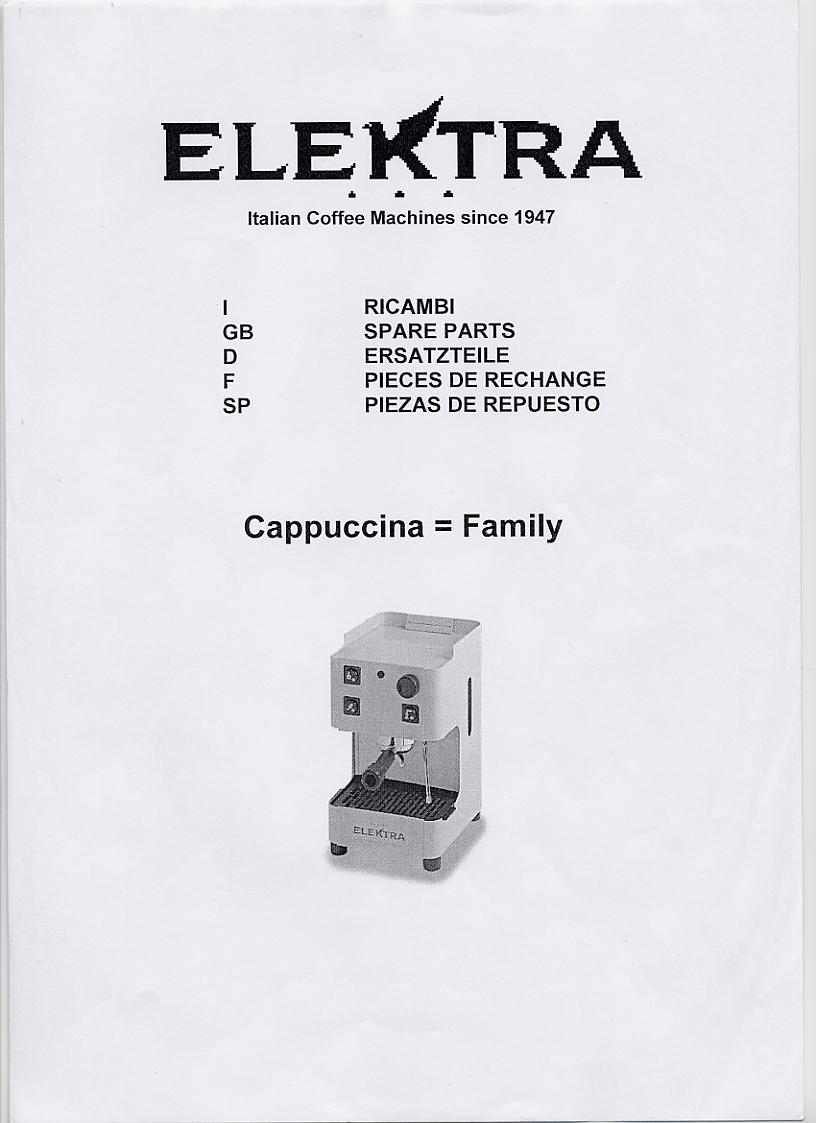 ELEKTRA
Italian Coffee Machines since 1947
I RICAMBI
GB SPARE PARTS
D ERSATZTEILE
F PIECES DE RECHANGE
SP PIEZAS DE REPUESTO
Cappuccina = Family
ELEKTRA